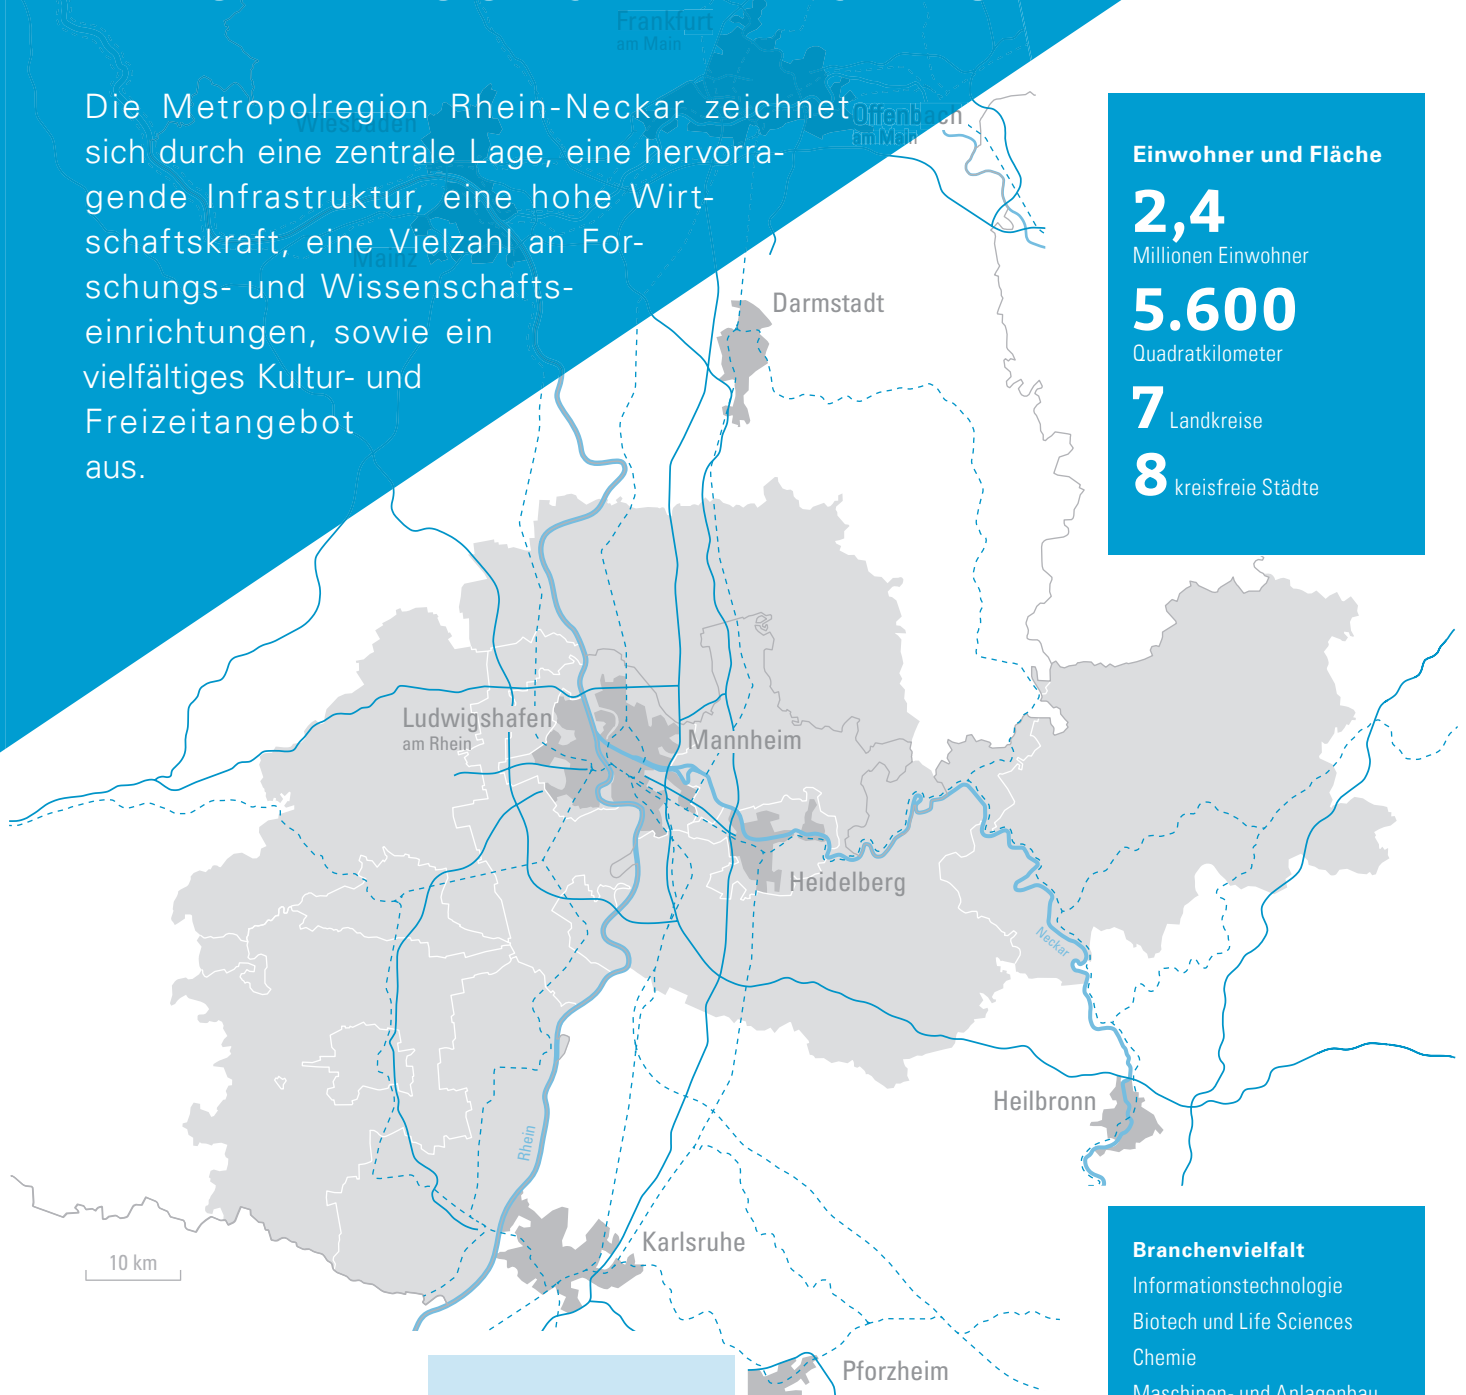 Frankfurt
am Main
Die Metropolregion Rhein-Neckar zeichnet
sich durch eine zentrale Lage, eine hervorra-
gende Infrastruktur, eine hohe Wirt-
schaftskraft, eine Vielzahl an For-
schungs- und Wissenschafts-
einrichtungen, sowie ein
vielfältiges Kultur- und
Freizeitangebot
aus.
Wiesbaden
Offenbach
am Main
Mainz
Darmstadt
Einwohner und Fläche
2,4
Millionen Einwohner
5.600
Quadratkilometer
7 Landkreise
8 kreisfreie Städte
Ludwigshafen
am Rhein
Mannheim
Heidelberg
Neckar
Heilbronn
Rhein
Karlsruhe
10 km
Pforzheim
Branchenvielfalt
Informationstechnologie
Biotech und Life Sciences
Chemie
Maschinen- und Anlagenbau